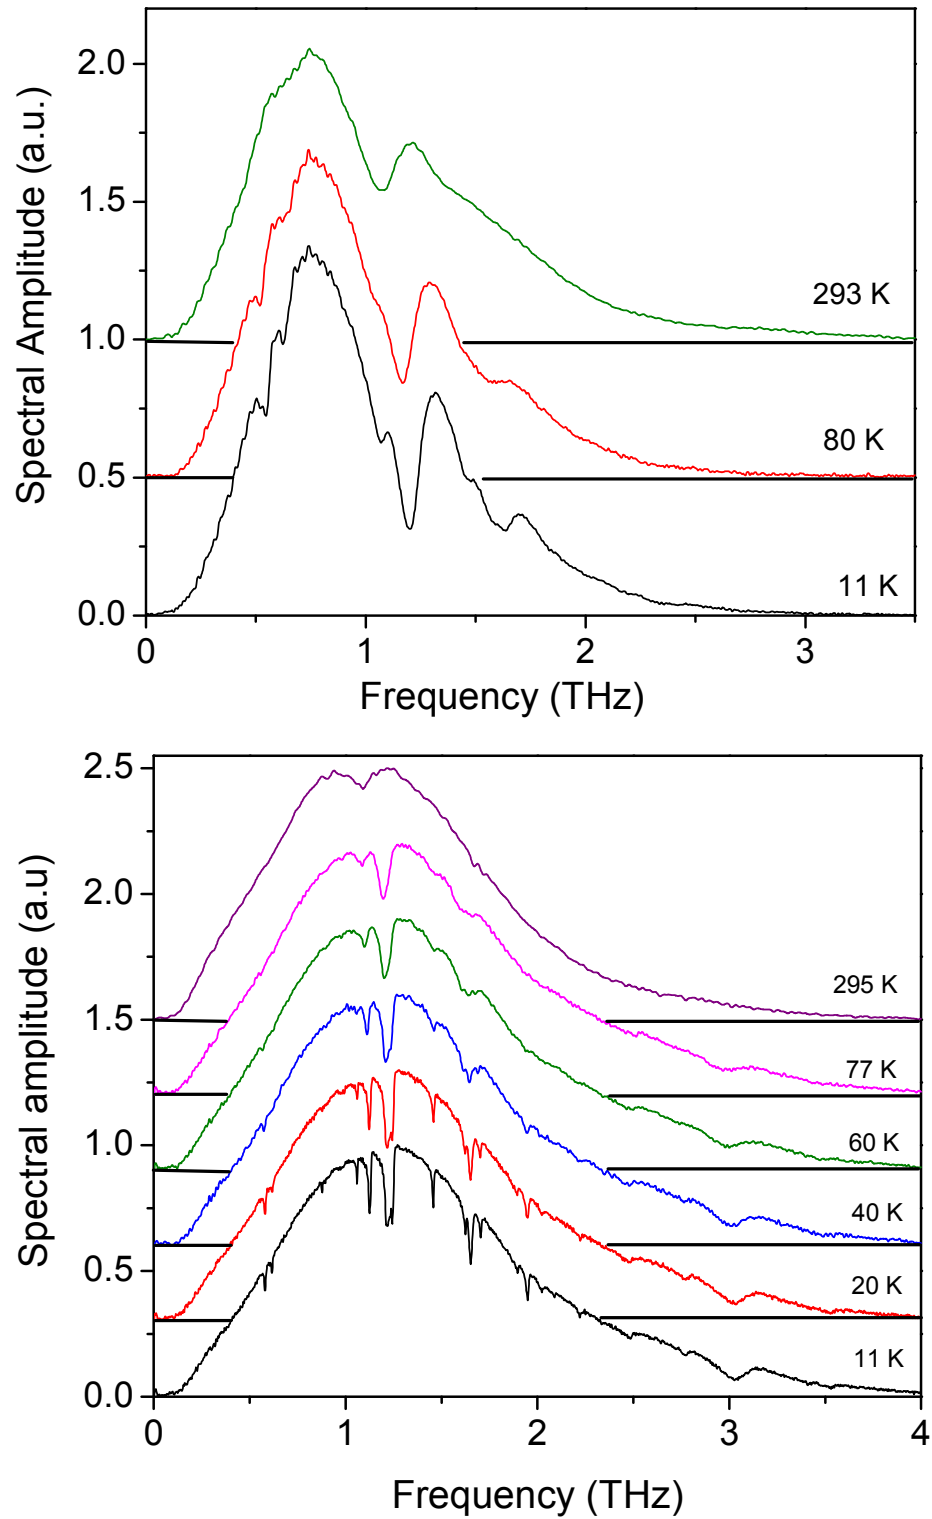 Spectral Amplitude (a.u.)
2.0
1.5
1.0
0.5
0.0
293 K
80 K
11 K
0 1 2 3
Frequency (THz)
Spectral amplitude (a.u)
2.5
2.0
1.5
1.0
0.5
0.0
295 K
77 K
60 K
40 K
20 K
11 K
0 1 2 3 4
Frequency (THz)